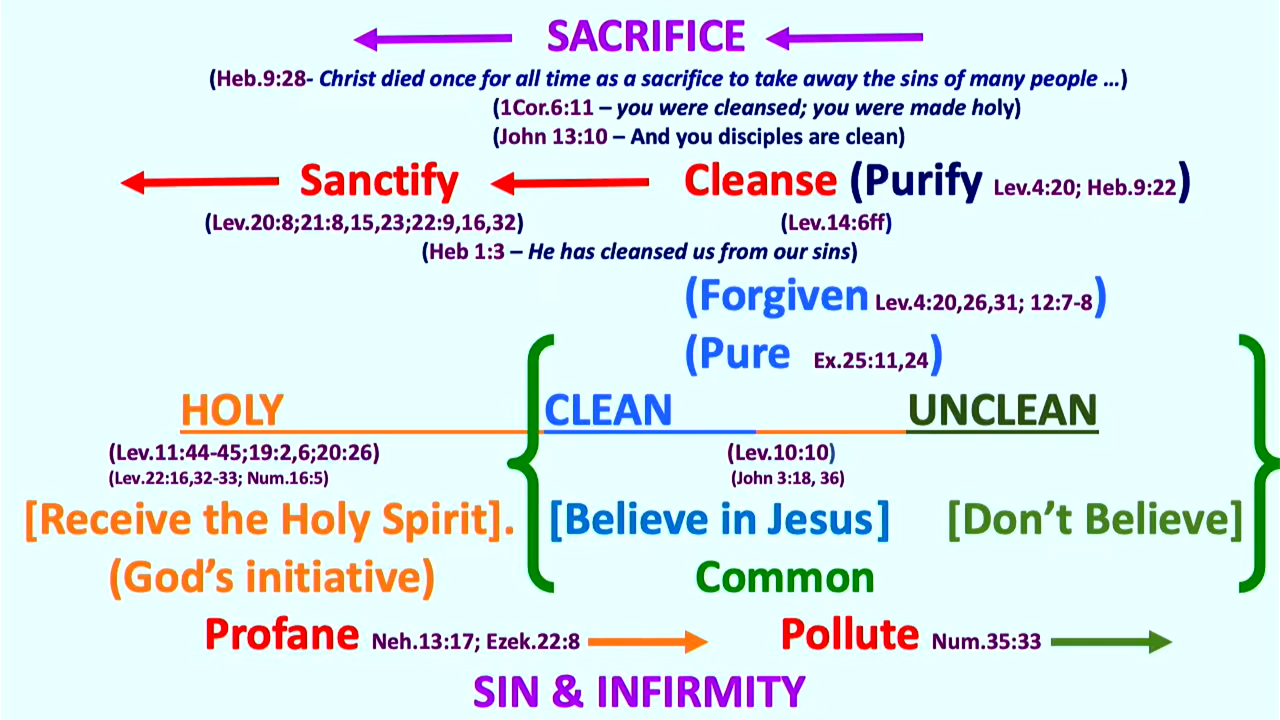 SACRIFICE
(Heb.9:28- Christ died once for all time as a sacrifice to take away the sins of many people …)
(1Cor.6:11 – you were cleansed; you were made holy)
(John 13:10 – And you disciples are clean)
Sanctify Cleanse (Purify Lev.4:20; Heb.9:22)
(Lev.20:8;21:8,15,23;22:9,16,32) (Lev.14:6ff)
(Heb 1:3 – He has cleansed us from our sins)
(Forgiven Lev.4:20,26,31; 12:7-8)
(Pure Ex.25:11,24)
HOLY CLEAN UNCLEAN
(Lev.11:44-45;19:2,6;20:26) (Lev.10:10)
(Lev.22:16,32-33; Num.16:5) (John 3:18, 36)
[Receive the Holy Spirit]. [Believe in Jesus] [Don’t Believe]
(God’s initiative) Common
Profane Neh.13:17; Ezek.22:8 Pollute Num.35:33
SIN & INFIRMITY